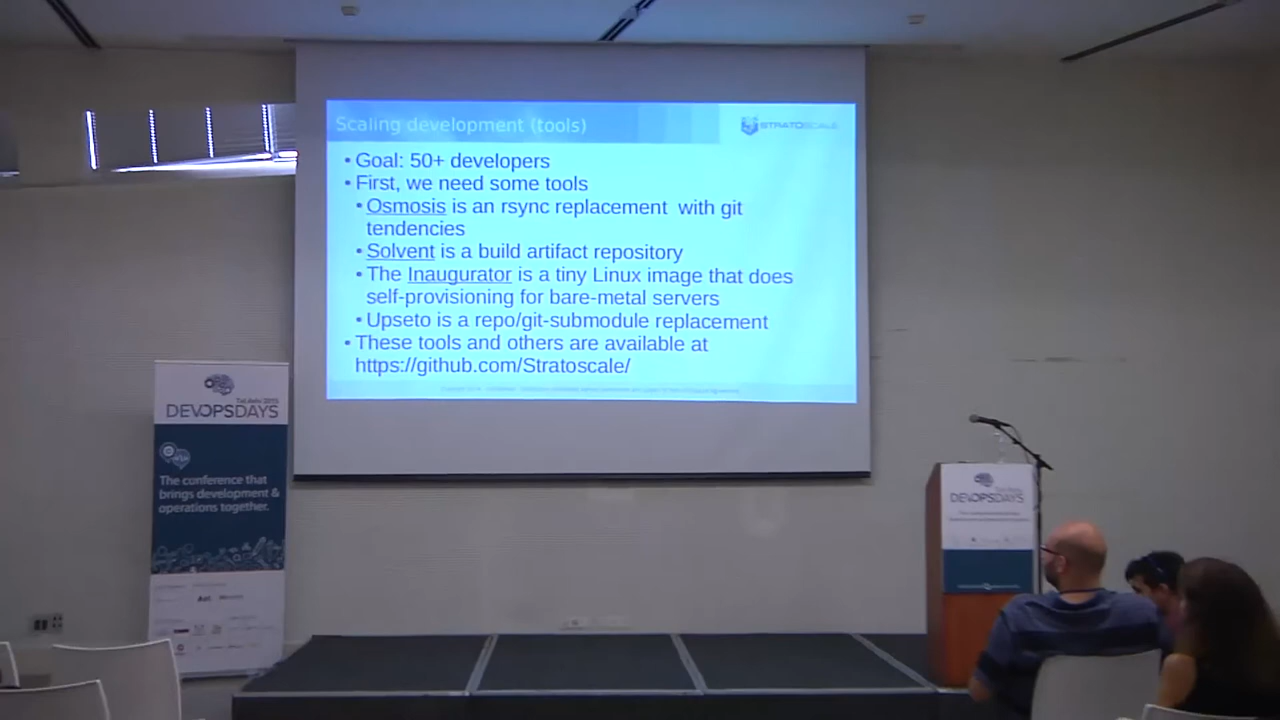 Scaling development (tools)
STRATOSCALE
• Goal: 50+ developers
• First, we need some tools
• Osmosis is an rsync replacement with git
tendencies
• Solvent is a build artifact repository
• The Inaugurator is a tiny Linux image that does
self-provisioning for bare-metal servers
• Upseto is a repo/git-submodule replacement
• These tools and others are available at
https://github.com/Stratoscale/
Tel Aviv 2015
DEVOPSDAYS
The conference that
brings development &
operations together.
DEVOPSDAYS